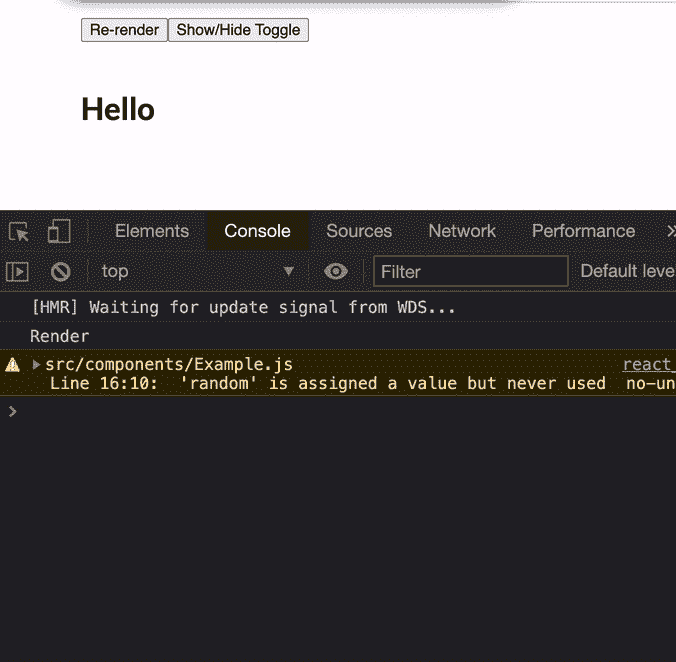 Re-render Show/Hide Toggle
Hello
Elements Console Sources Network Performance »
top Filter Default leve
[HMR] Waiting for update signal from WDS...
Render
src/components/Example.js react_
Line 16:10: 'random' is assigned a value but never used no-un